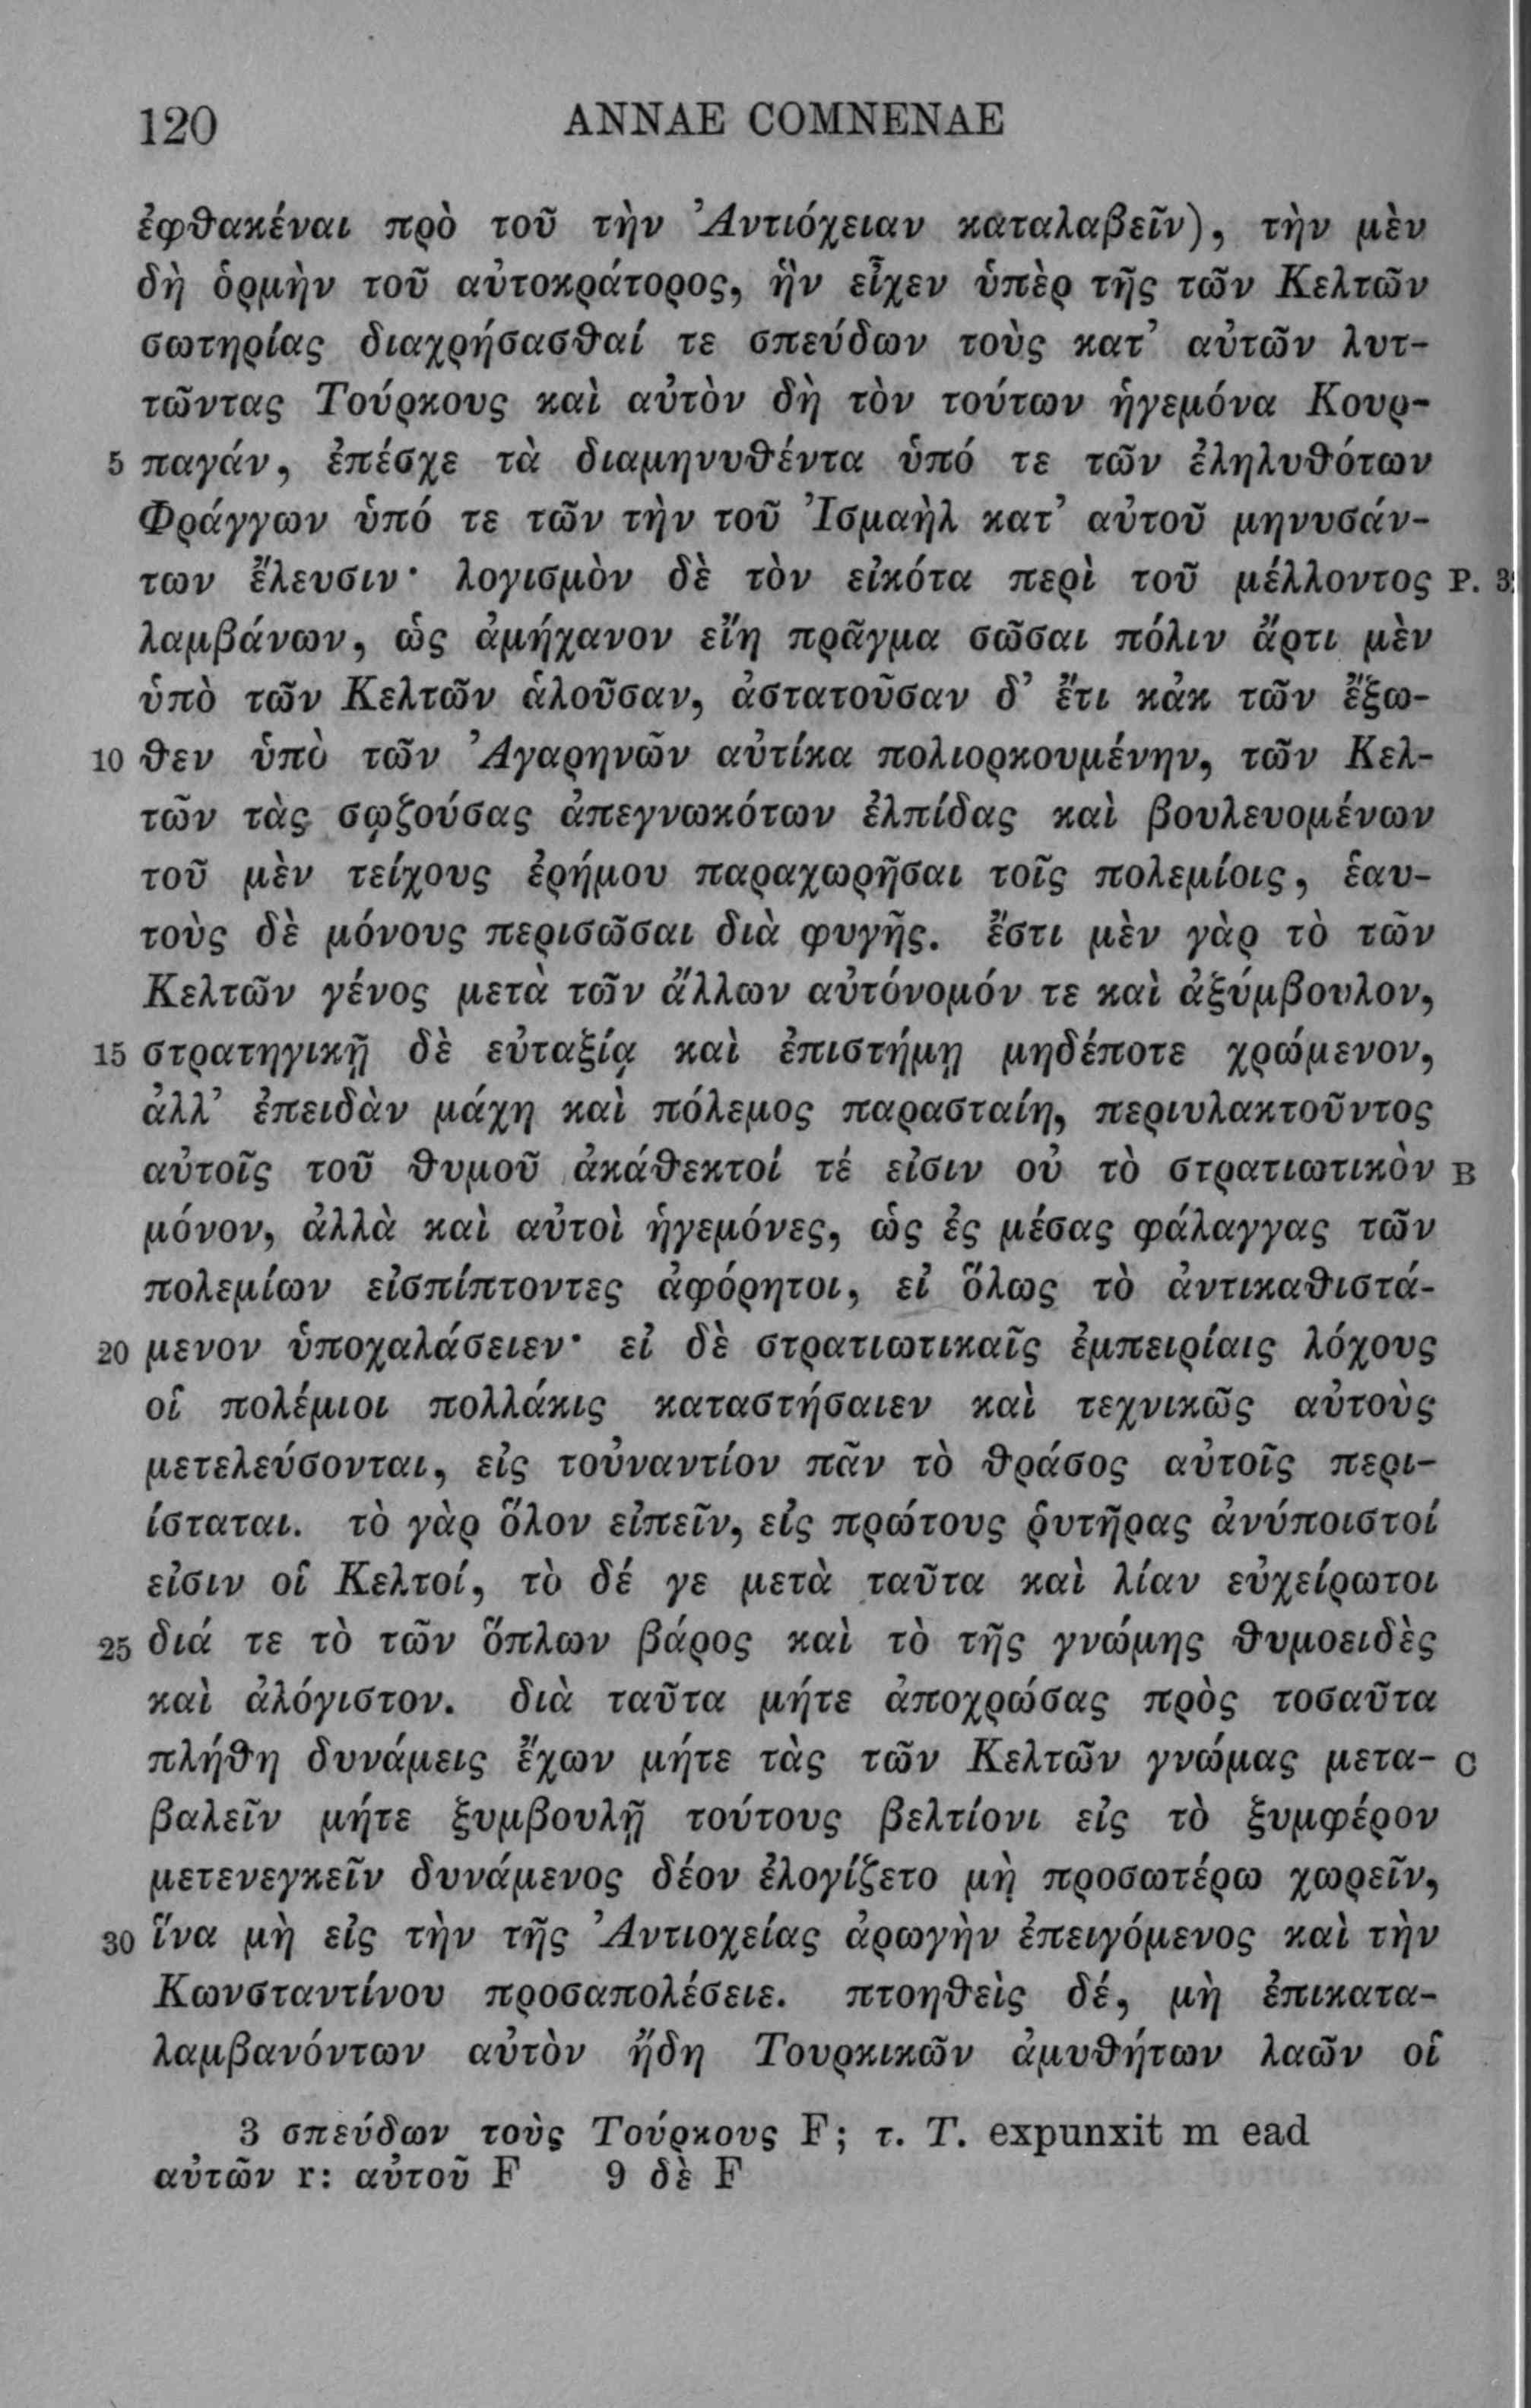 120 ANNAE COMNENAE
ἐφθακέναι πρὸ τοῦ τὴν Ἀντιόχειαν καταλαβεῖν), τὴν μὲν
δὴ ὁρμὴν τοῦ αὐτοκράτορος, ἣν εἶχεν ὑπὲρ τῆς τῶν Κελτῶν
σωτηρίας διαχρήσασθαί τε σπεύδων τοὺς κατ' αὐτῶν λυτ-
τῶντας Τούρκους καὶ αὐτὸν δὴ τὸν τούτων ἡγεμόνα Κουρ-
5 παγάν, ἐπέσχε τὰ διαμηνυθέντα ὑπό τε τῶν ἐληλυθότων
Φράγγων ὑπό τε τῶν τὴν τοῦ Ἰσμαὴλ κατ' αὐτοῦ μηνυσάν-
των ἔλευσιν· λογισμὸν δὲ τὸν εἰκότα περὶ τοῦ μέλλοντος P. 3
λαμβάνων, ὡς ἀμήχανον εἴη πρᾶγμα σῶσαι πόλιν ἄρτι μὲν
ὑπὸ τῶν Κελτῶν ἁλοῦσαν, ἀστατοῦσαν δ' ἔτι κἀκ τῶν ἔξω-
10 θεν ὑπὸ τῶν Ἀγαρηνῶν αὐτίκα πολιορκουμένην, τῶν Κελ-
τῶν τὰς σῳζούσας ἀπεγνωκότων ἐλπίδας καὶ βουλευομένων
τοῦ μὲν τείχους ἐρήμου παραχωρῆσαι τοῖς πολεμίοις, ἑαυ-
τοὺς δὲ μόνους περισῶσαι διὰ φυγῆς. ἔστι μὲν γὰρ τὸ τῶν
Κελτῶν γένος μετὰ τῶν ἄλλων αὐτόνομόν τε καὶ ἀξύμβουλον,
15 στρατηγικῇ δὲ εὐταξίᾳ καὶ ἐπιστήμῃ μηδέποτε χρώμενον,
ἀλλ' ἐπειδὰν μάχη καὶ πόλεμος παρασταίη, περιυλακτοῦντος
αὐτοῖς τοῦ θυμοῦ ἀκάθεκτοί τέ εἰσιν οὐ τὸ στρατιωτικὸν B
μόνον, ἀλλὰ καὶ αὐτοὶ ἡγεμόνες, ὡς ἐς μέσας φάλαγγας τῶν
πολεμίων εἰσπίπτοντες ἀφόρητοι, εἰ ὅλως τὸ ἀντικαθιστά-
20 μενον ὑποχαλάσειεν· εἰ δὲ στρατιωτικαῖς ἐμπειρίαις λόχους
οἱ πολέμιοι πολλάκις καταστήσαιεν καὶ τεχνικῶς αὐτοὺς
μετελεύσονται, εἰς τοὐναντίον πᾶν τὸ θράσος αὐτοῖς περι-
ίσταται. τὸ γὰρ ὅλον εἰπεῖν, εἰς πρώτους ῥυτῆρας ἀνύποιστοί
εἰσιν οἱ Κελτοί, τὸ δέ γε μετὰ ταῦτα καὶ λίαν εὐχείρωτοι
25 διά τε τὸ τῶν ὅπλων βάρος καὶ τὸ τῆς γνώμης θυμοειδὲς
καὶ ἀλόγιστον. διὰ ταῦτα μήτε ἀποχρώσας πρὸς τοσαῦτα
πλήθη δυνάμεις ἔχων μήτε τὰς τῶν Κελτῶν γνώμας μετα- C
βαλεῖν μήτε ξυμβουλῇ τούτους βελτίονι εἰς τὸ ξυμφέρον
μετενεγκεῖν δυνάμενος δέον ἐλογίζετο μὴ προσωτέρω χωρεῖν,
30 ἵνα μὴ εἰς τὴν τῆς Ἀντιοχείας ἀρωγὴν ἐπειγόμενος καὶ τὴν
Κωνσταντίνου προσαπολέσειε. πτοηθεὶς δέ, μὴ ἐπικατα-
λαμβανόντων αὐτὸν ἤδη Τουρκικῶν ἀμυθήτων λαῶν οἱ
3 σπεύδων τοὺς Τούρκους F; τ. Τ. expunxit m ead
αὐτῶν r: αὐτοῦ F 9 δὲ F